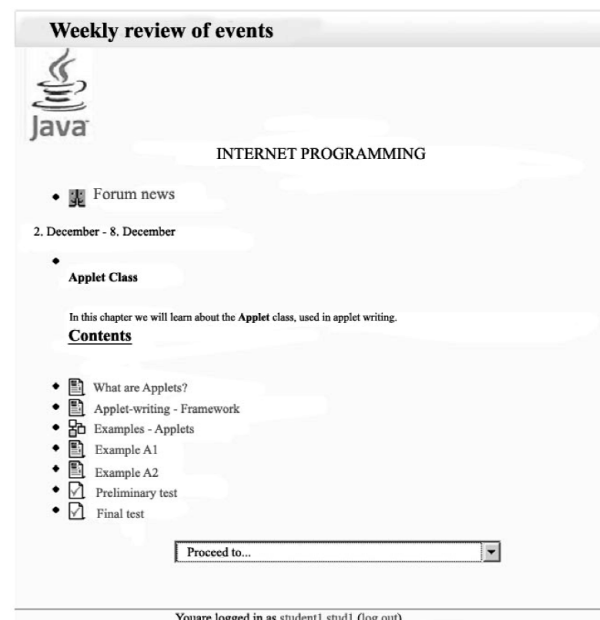 Weekly review of events
Java
INTERNET PROGRAMMING
Forum news
2. December - 8. December
Applet Class
In this chapter we will learn about the Applet class, used in applet writing.
Contents
What are Applets?
Applet-writing - Framework
Examples - Applets
Example A1
Example A2
Preliminary test
Final test
Proceed to...
Youare logged in as student1 stud1 (log out)